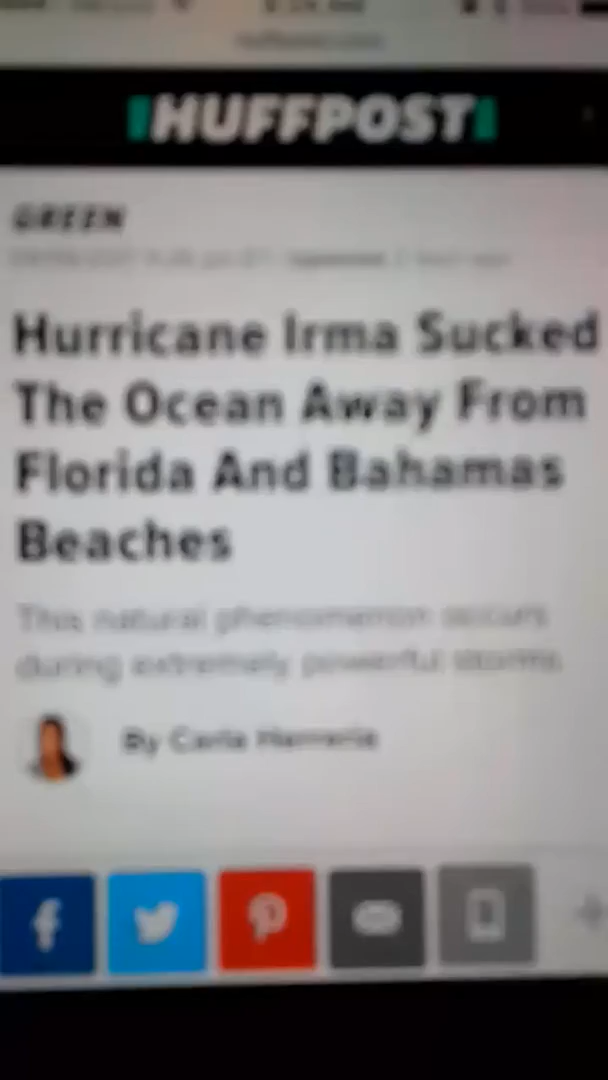 HUFFPOST
GREEN
Hurricane Irma Sucked
The Ocean Away From
Florida And Bahamas
Beaches
This natural phenomenon occurs
during extremely powerful storms.
By Carla Herreria